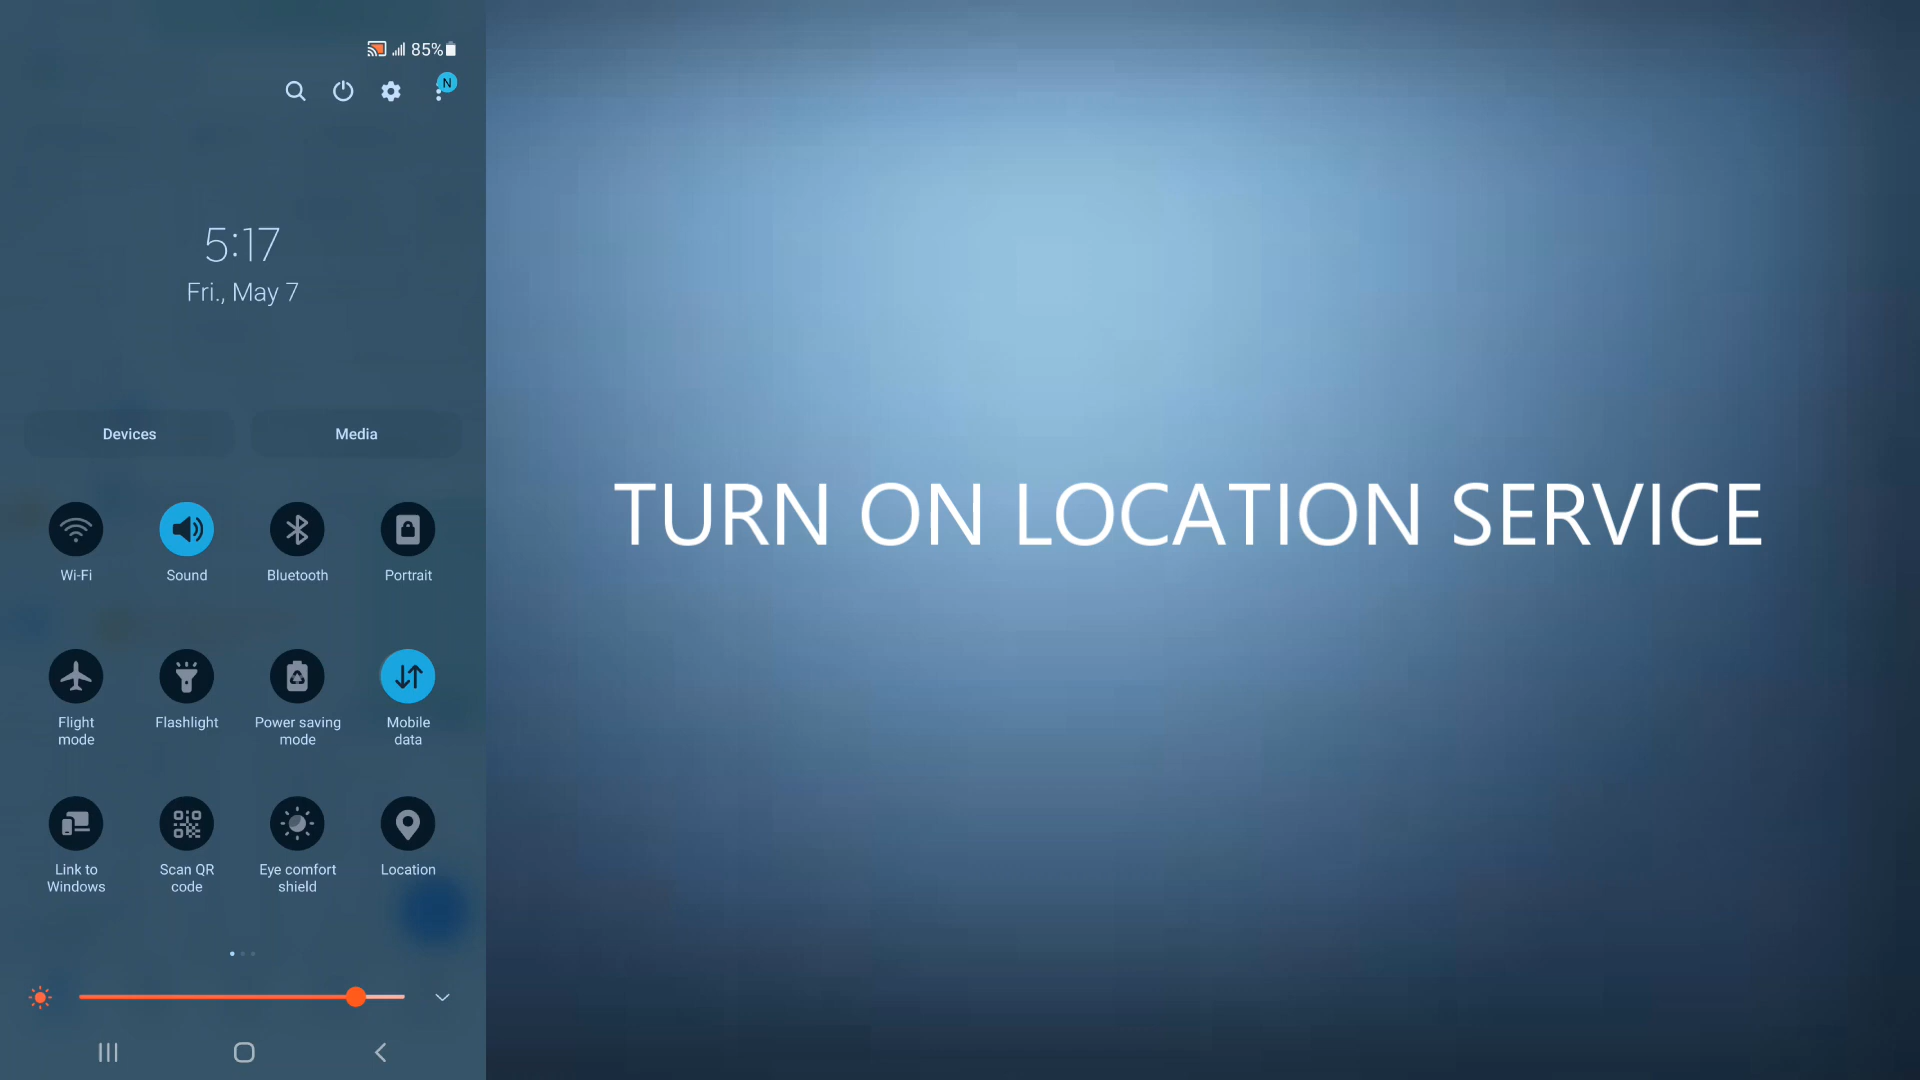 85%
N
5:17
Fri., May 7
Devices
Media
Wi-Fi
Sound
Bluetooth
Portrait
Flight
mode
Flashlight
Power saving
mode
Mobile
data
Link to
Windows
Scan QR
code
Eye comfort
shield
Location
TURN ON LOCATION SERVICE